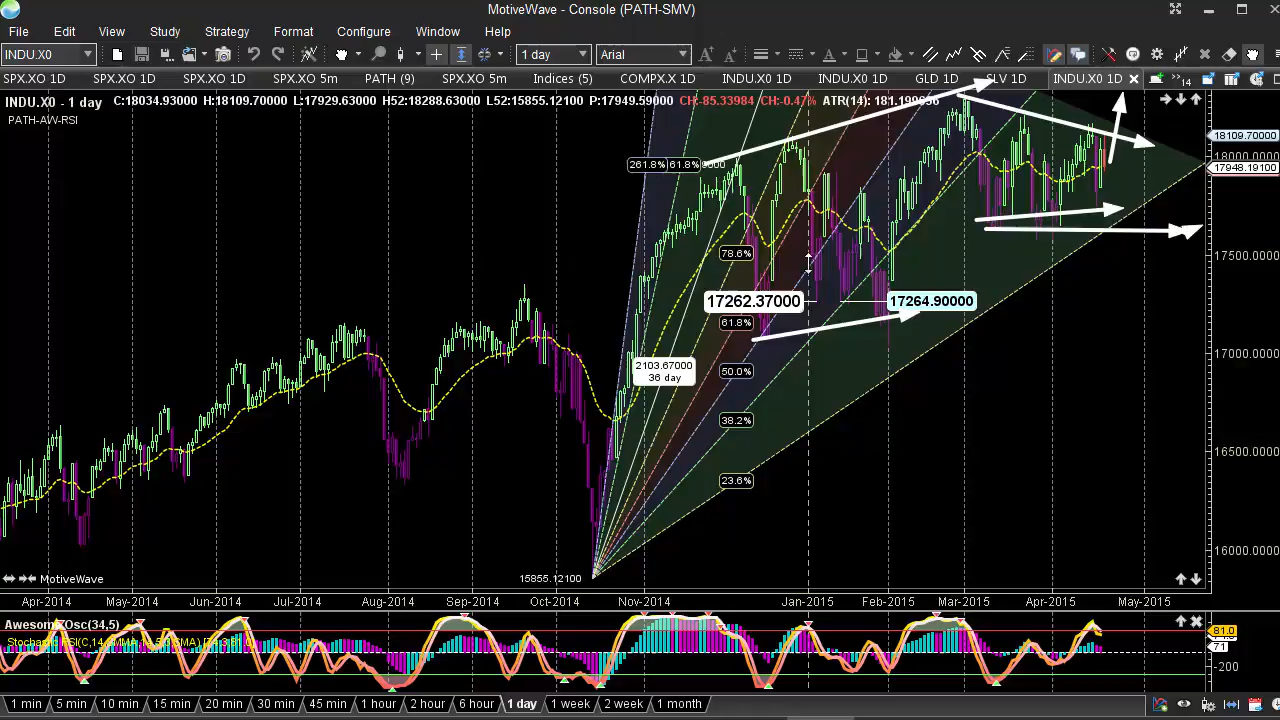 MotiveWave - Console (PATH-SMV)
File Edit View Insert Study Strategy Format Configure Window Help
INDU.X0 1 day Arial
SPX.XO 1D SPX.XO 1D SPX.XO 1D SPX.XO 5m PATH (9) SPX.XO 5m Indices (5) COMPX.X 1D INDU.X0 1D INDU.X0 1D GLD 1D SLV 1D INDU.X0 1D 14
INDU.X0 - 1 day C:18034.93000 H:18109.70000 L:17929.63000 H52:18288.63000 L52:15855.12100 P:17949.59000 CH:-85.33984 CH:-0.47% ATR(14): 181.199636
PATH-AW-RSI
18109.70000
18000.0000
261.8% 61.8%
17948.19100
78.6%
17500.0000
17262.37000 17264.90000
61.8%
17000.0000
2103.67000
36 day
50.0%
38.2%
16500.0000
23.6%
16000.0000
MotiveWave
15855.12100
Apr-2014 May-2014 Jun-2014 Jul-2014 Aug-2014 Sep-2014 Oct-2014 Nov-2014 Jan-2015 Feb-2015 Mar-2015 Apr-2015 May-2015
Awesome Osc(34,5)
81.0
71
-200
1 min 5 min 10 min 15 min 20 min 30 min 45 min 1 hour 2 hour 6 hour 1 day 1 week 2 week 1 month